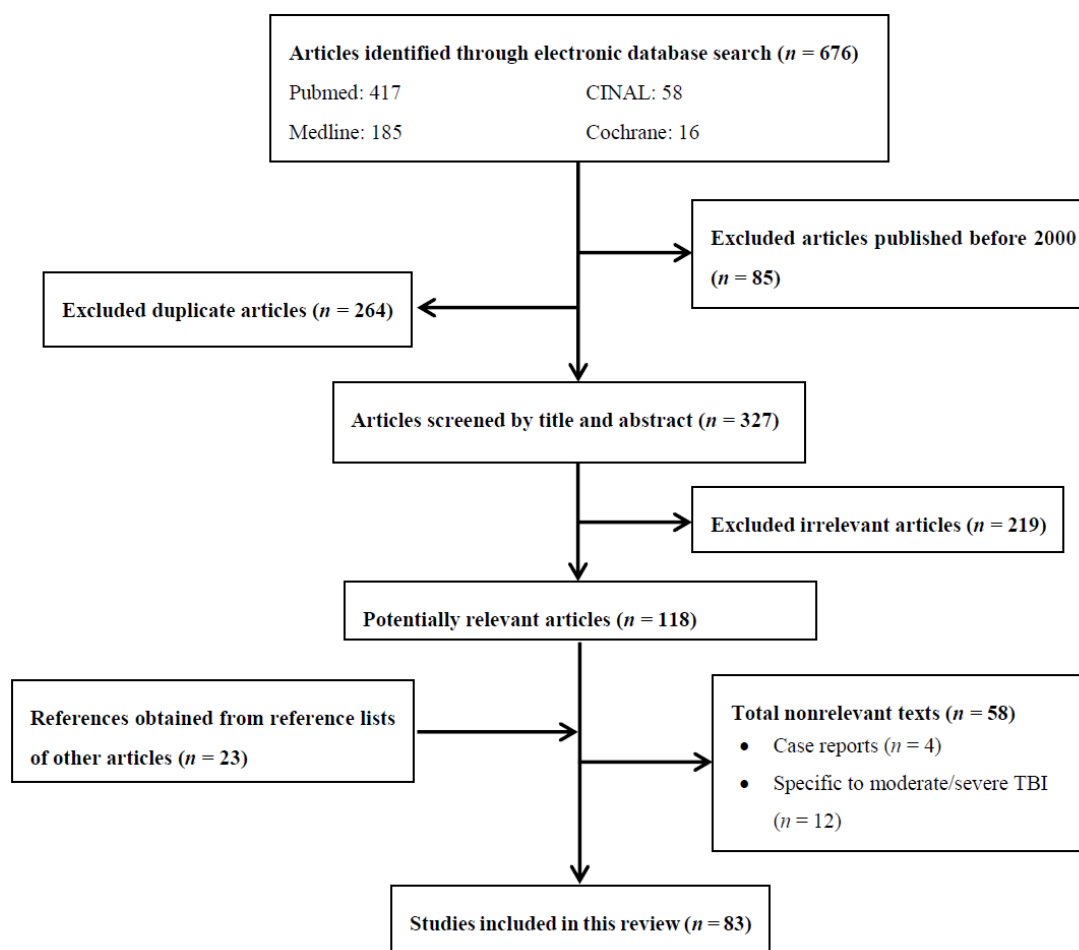 Articles identified through electronic database search (n = 676)
Pubmed: 417 CINAL: 58
Medline: 185 Cochrane: 16
Excluded articles published before 2000
(n = 85)
Excluded duplicate articles (n = 264)
Articles screened by title and abstract (n = 327)
Excluded irrelevant articles (n = 219)
Potentially relevant articles (n = 118)
References obtained from reference lists
of other articles (n = 23)
Total nonrelevant texts (n = 58)
• Case reports (n = 4)
• Specific to moderate/severe TBI
(n = 12)
Studies included in this review (n = 83)